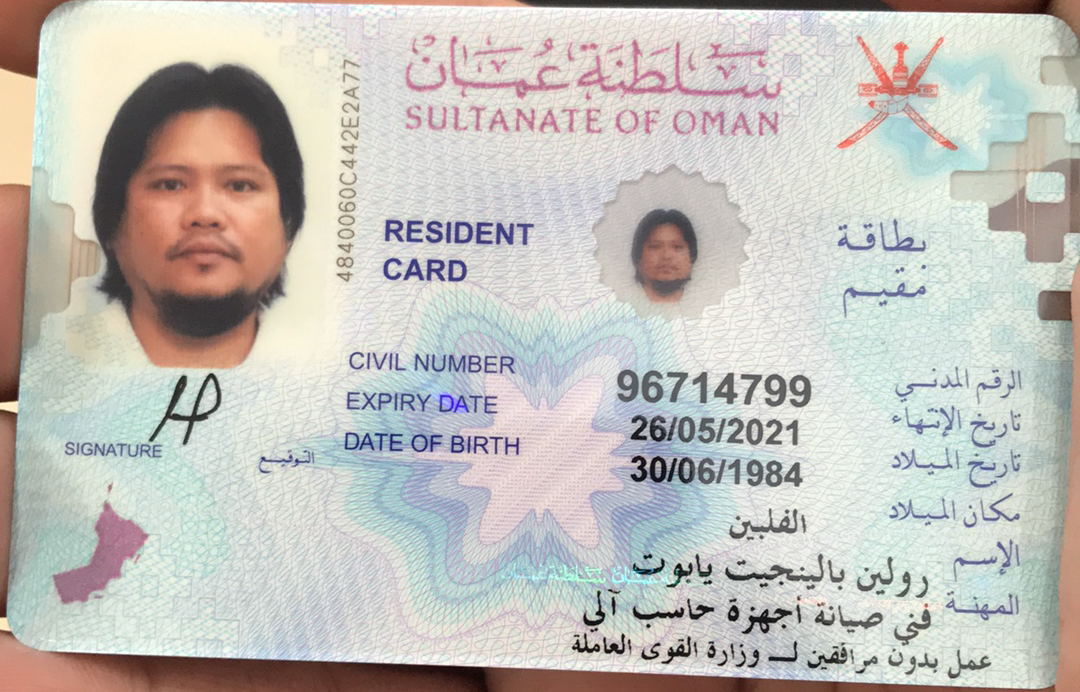 سلطنة عُمان
SULTANATE OF OMAN
4840060C442E2A77
RESIDENT CARD
بطاقة مقيم
CIVIL NUMBER 96714799 الرقم المدني
EXPIRY DATE 26/05/2021 تاريخ الإنتهاء
DATE OF BIRTH 30/06/1984 تاريخ الميلاد
SIGNATURE التوقيع
مكان الميلاد الفلبين
الإسم رولين بالينجيت يابوت
المهنة فني صيانة أجهزة حاسب آلي
عمل بدون مرافقين لـ وزارة القوى العاملة